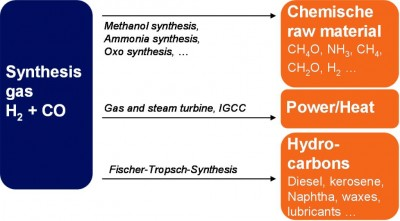 Synthesis
gas
H₂ + CO
Methanol synthesis,
Ammonia synthesis,
Oxo synthesis, ...
Chemische
raw material
CH₄O, NH₃, CH₄,
CH₂O, H₂ ...
Gas and steam turbine, IGCC
Power/Heat
Fischer-Tropsch-Synthesis
Hydro-
carbons
Diesel, kerosene,
Naphtha, waxes,
lubricants ...